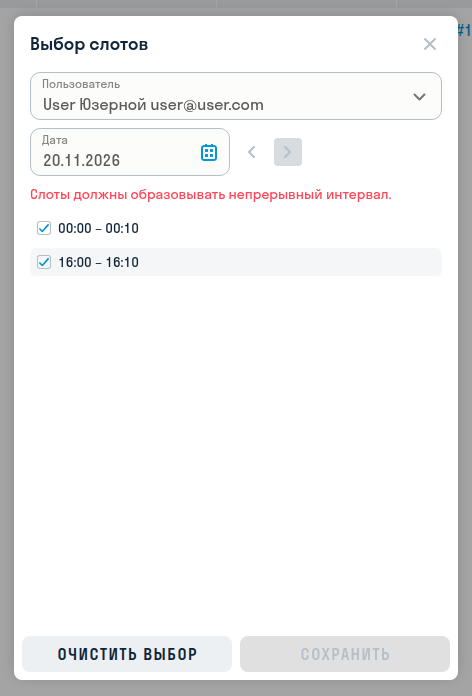 #1
Выбор слотов
Пользователь
User Юзерной user@user.com
Дата
20.11.2026
Слоты должны образовывать непрерывный интервал.
00:00 – 00:10
16:00 – 16:10
ОЧИСТИТЬ ВЫБОР
СОХРАНИТЬ